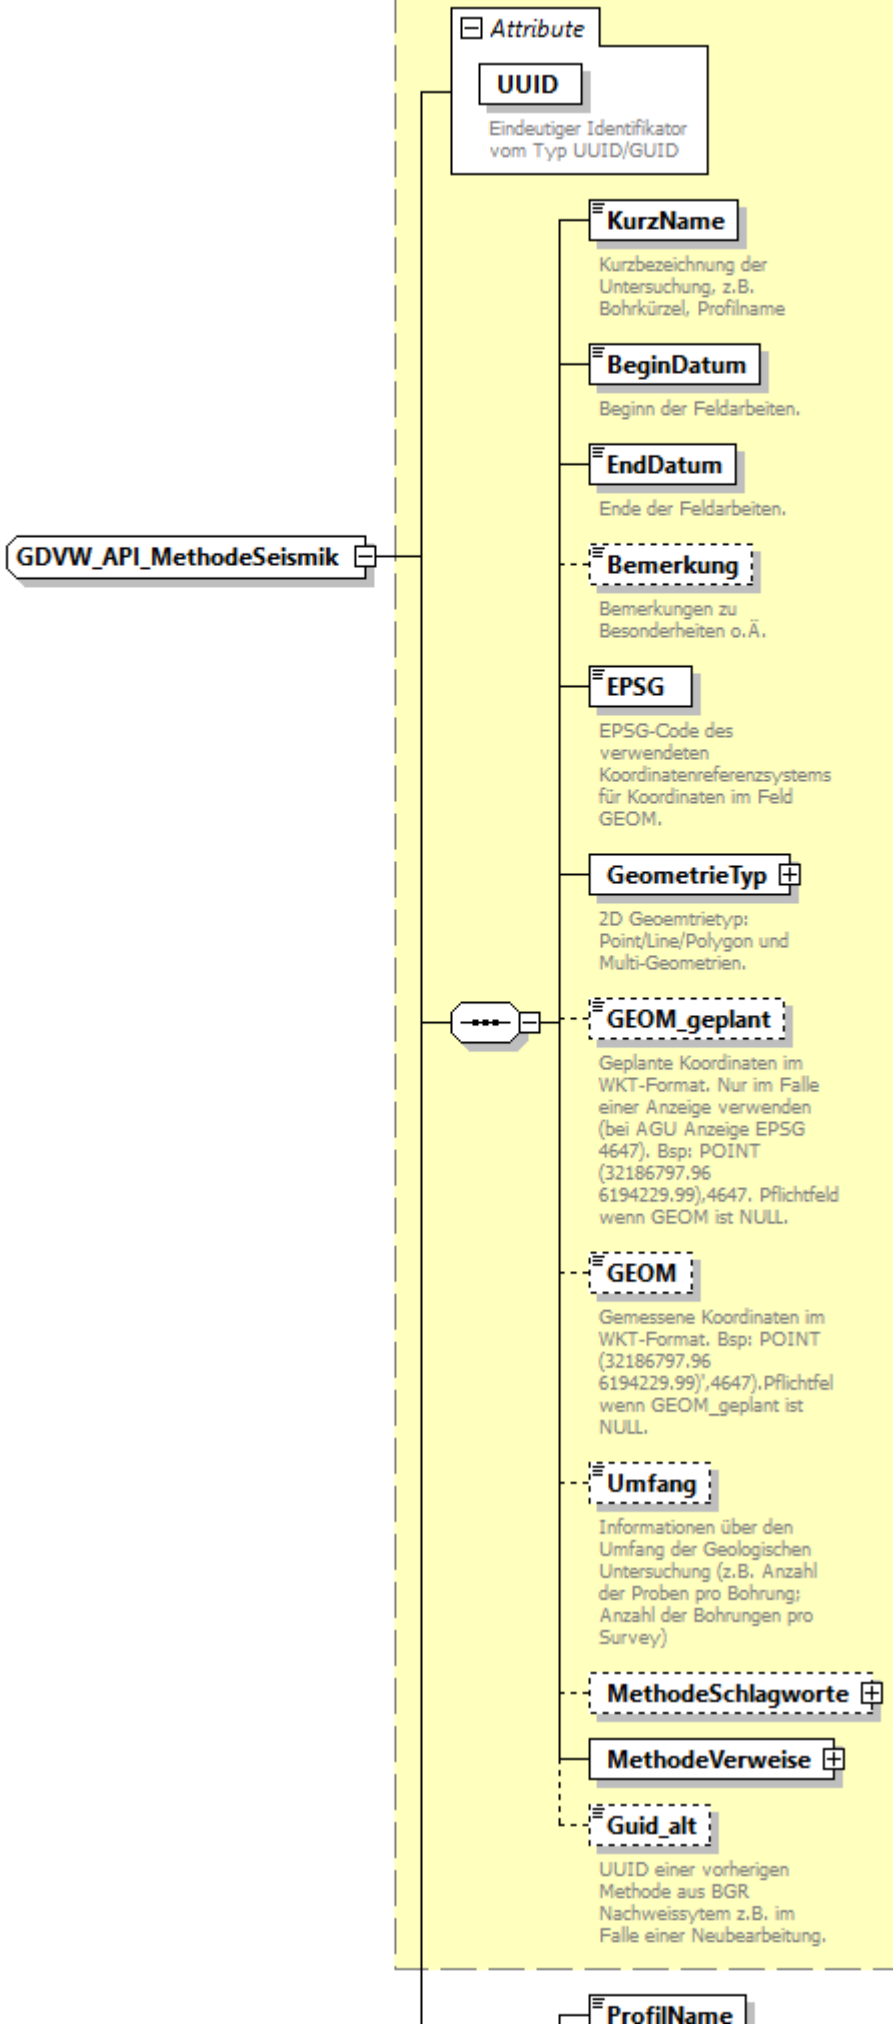 Attribute
UUID
Eindeutiger Identifikator
vom Typ UUID/GUID
KurzName
Kurzbezeichnung der
Untersuchung, z.B.
Bohrkürzel, Profilname
BeginDatum
Beginn der Feldarbeiten.
EndDatum
Ende der Feldarbeiten.
GDVW_API_MethodeSeismik
Bemerkung
Bemerkungen zu
Besonderheiten o.Ä.
EPSG
EPSG-Code des
verwendeten
Koordinatenreferenzsystems
für Koordinaten im Feld
GEOM.
GeometrieTyp
2D Geoemtrietyp:
Point/Line/Polygon und
Multi-Geometrien.
GEOM_geplant
Geplante Koordinaten im
WKT-Format. Nur im Falle
einer Anzeige verwenden
(bei AGU Anzeige EPSG
4647). Bsp: POINT
(32186797.96
6194229.99),4647. Pflichtfeld
wenn GEOM ist NULL.
GEOM
Gemessene Koordinaten im
WKT-Format. Bsp: POINT
(32186797.96
6194229.99)',4647).Pflichtfel
wenn GEOM_geplant ist
NULL.
Umfang
Informationen über den
Umfang der Geologischen
Untersuchung (z.B. Anzahl
der Proben pro Bohrung;
Anzahl der Bohrungen pro
Survey)
MethodeSchlagworte
MethodeVerweise
Guid_alt
UUID einer vorherigen
Methode aus BGR
Nachweissytem z.B. im
Falle einer Neubearbeitung.
ProfilName